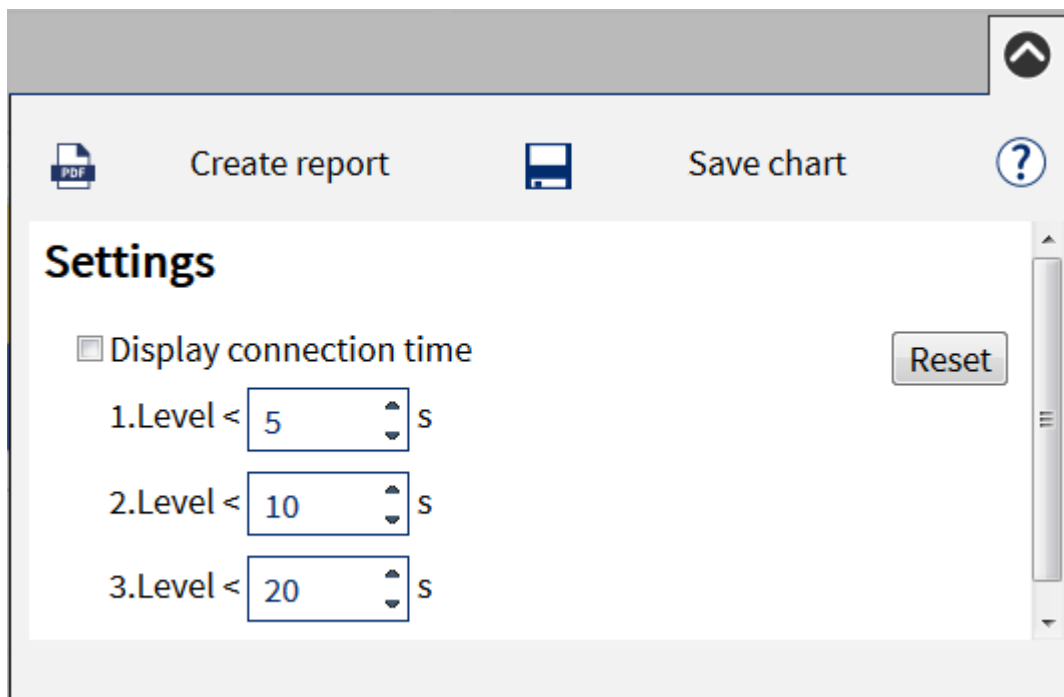 PDF Create report Save chart ?
Settings
Display connection time Reset
1.Level < 5 s
2.Level < 10 s
3.Level < 20 s